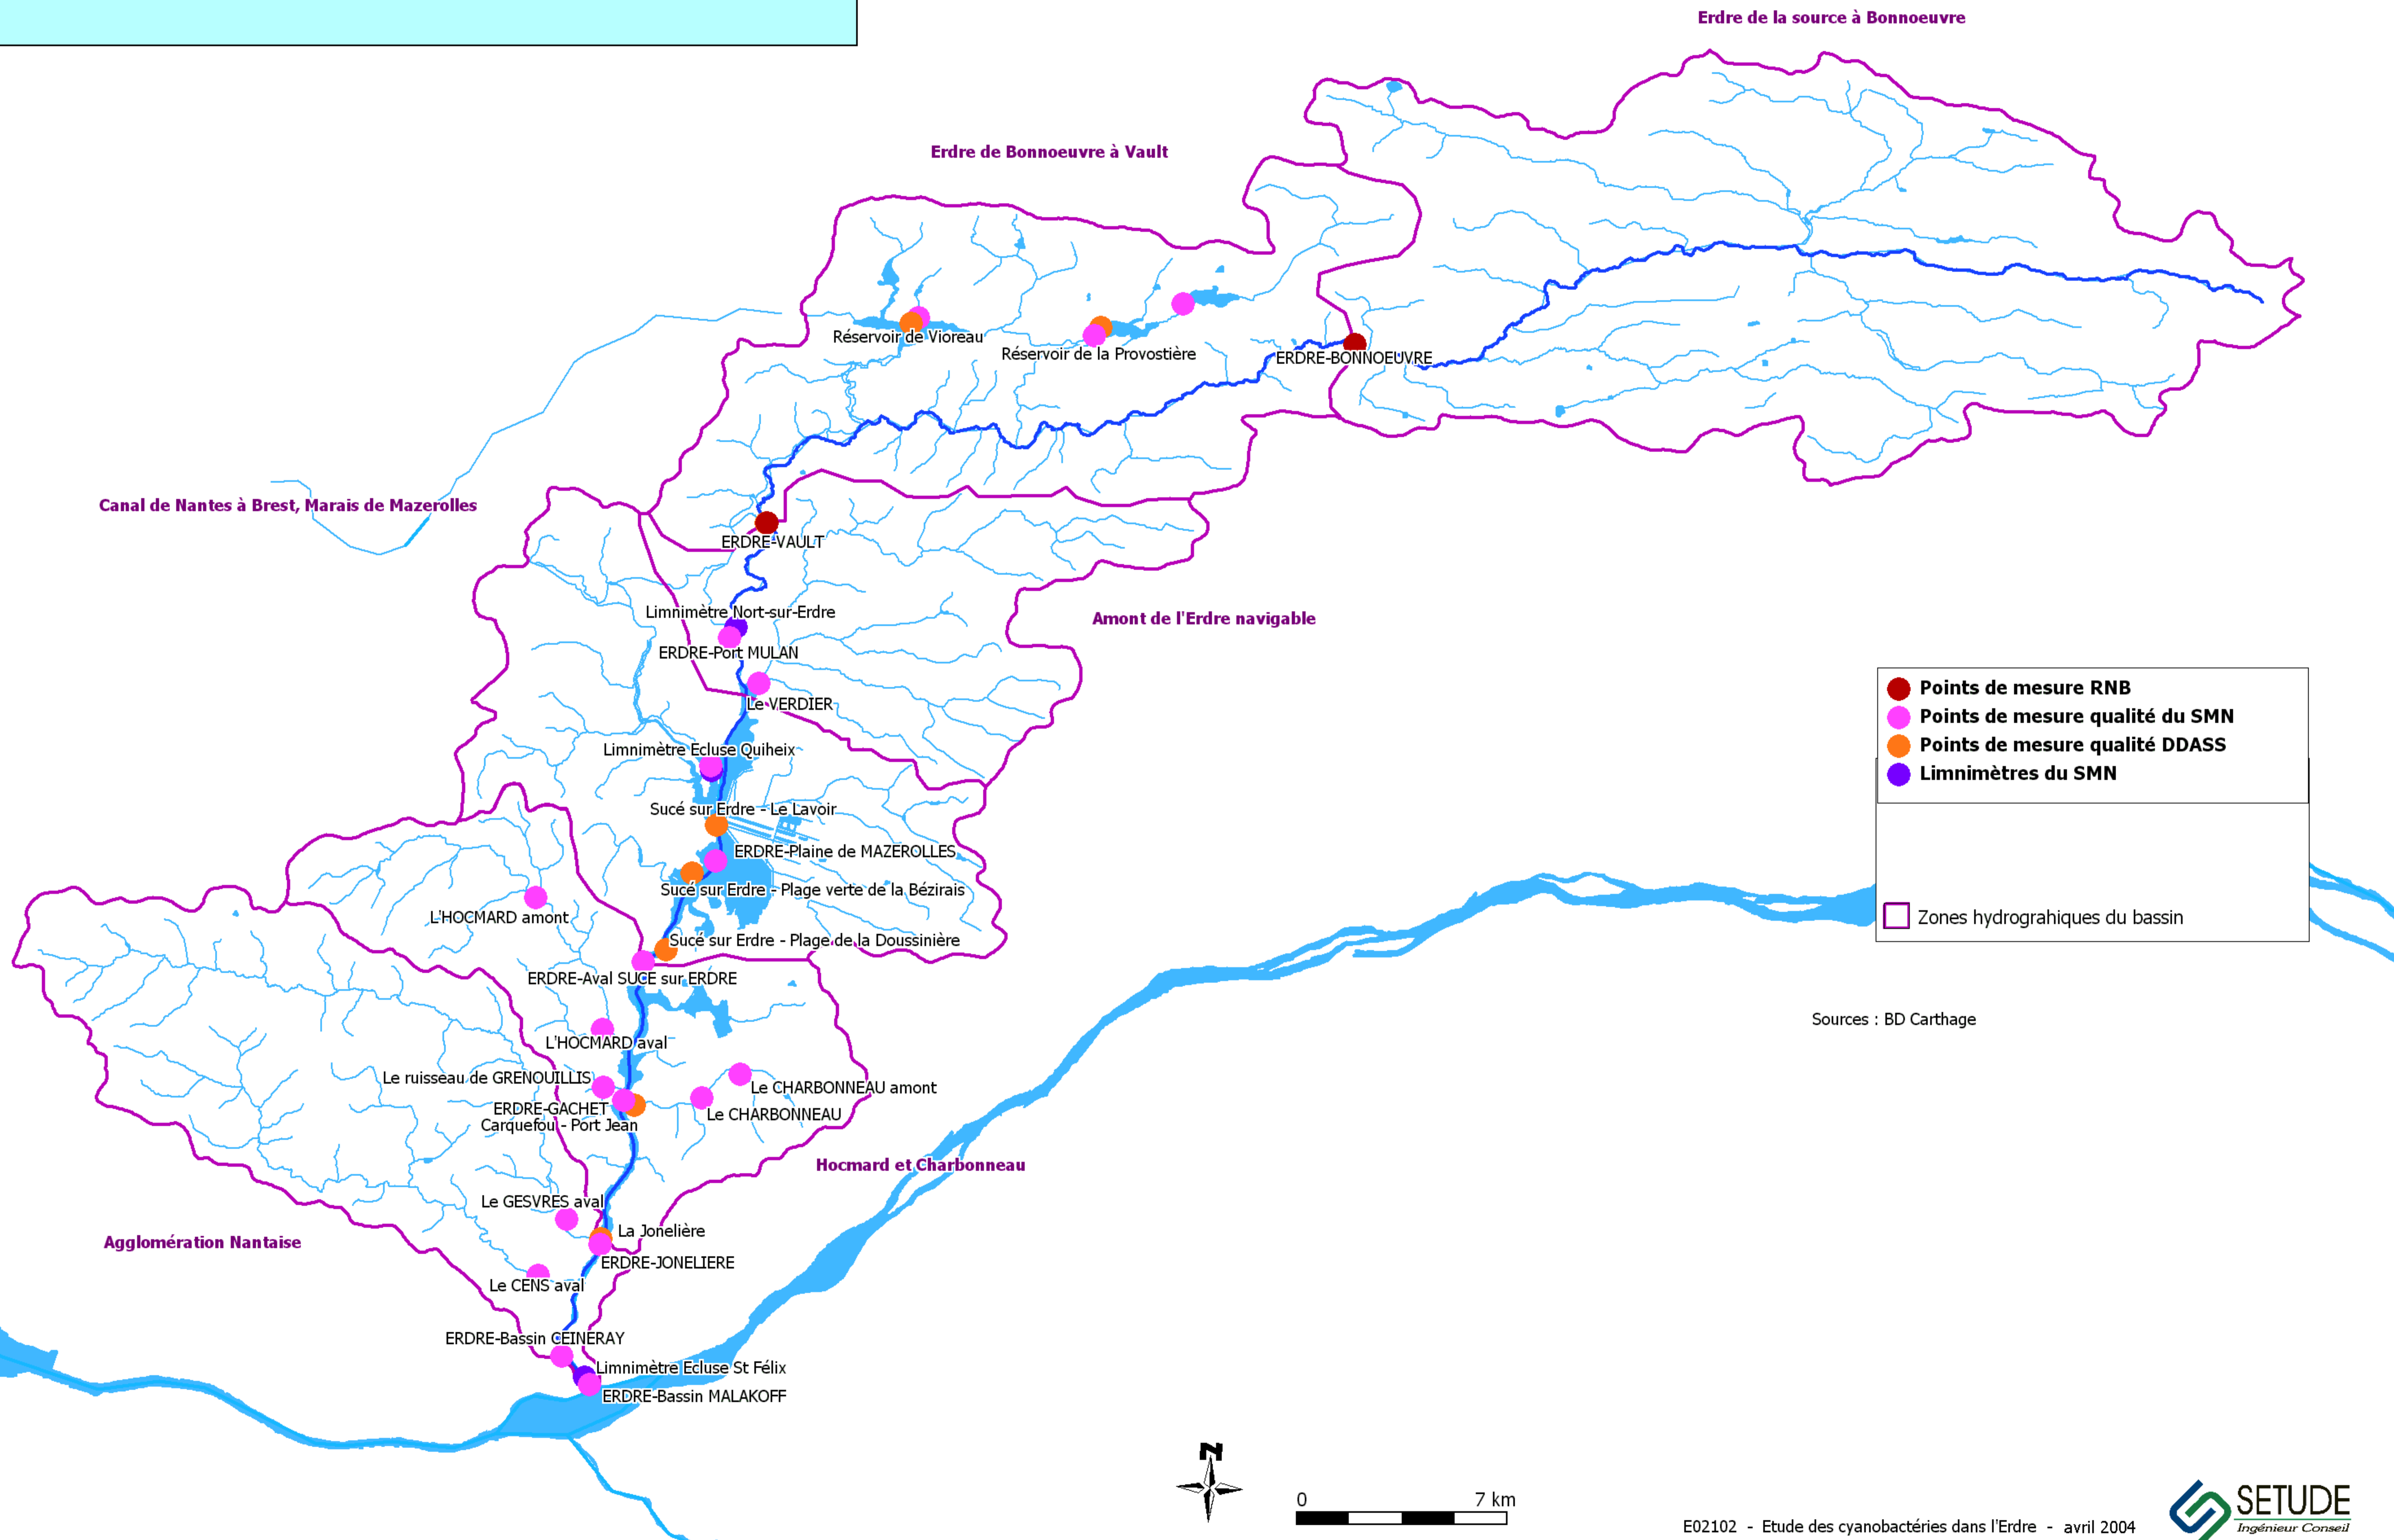 Erdre de la source à Bonnoeuvre
Erdre de Bonnoeuvre à Vault
Réservoir de Vioreau
Réservoir de la Provostière
ERDRE-BONNOEUVRE
Canal de Nantes à Brest, Marais de Mazerolles
ERDRE-VAULT
Limnimètre Nort-sur-Erdre
Amont de l'Erdre navigable
ERDRE-Port MULAN
Le VERDIER
Points de mesure RNB
Points de mesure qualité du SMN
Points de mesure qualité DDASS
Limnimètres du SMN
Limnimètre Ecluse Quiheix
Sucé sur Erdre - Le Lavoir
ERDRE-Plaine de MAZEROLLES
Sucé sur Erdre - Plage verte de la Bézirais
L'HOCMARD amont
Zones hydrograhiques du bassin
Sucé sur Erdre - Plage de la Doussinière
ERDRE-Aval SUCE sur ERDRE
Sources : BD Carthage
L'HOCMARD aval
Le ruisseau de GRENOUILLIS
Le CHARBONNEAU amont
ERDRE-GACHET
Le CHARBONNEAU
Carquefou - Port Jean
Hocmard et Charbonneau
Le GESVRES aval
La Jonelière
Agglomération Nantaise
ERDRE-JONELIERE
Le CENS aval
ERDRE-Bassin CEINERAY
Limnimètre Ecluse St Félix
ERDRE-Bassin MALAKOFF
N
0 7 km
SETUDE
Ingénieur Conseil
E02102 - Etude des cyanobactéries dans l'Erdre - avril 2004